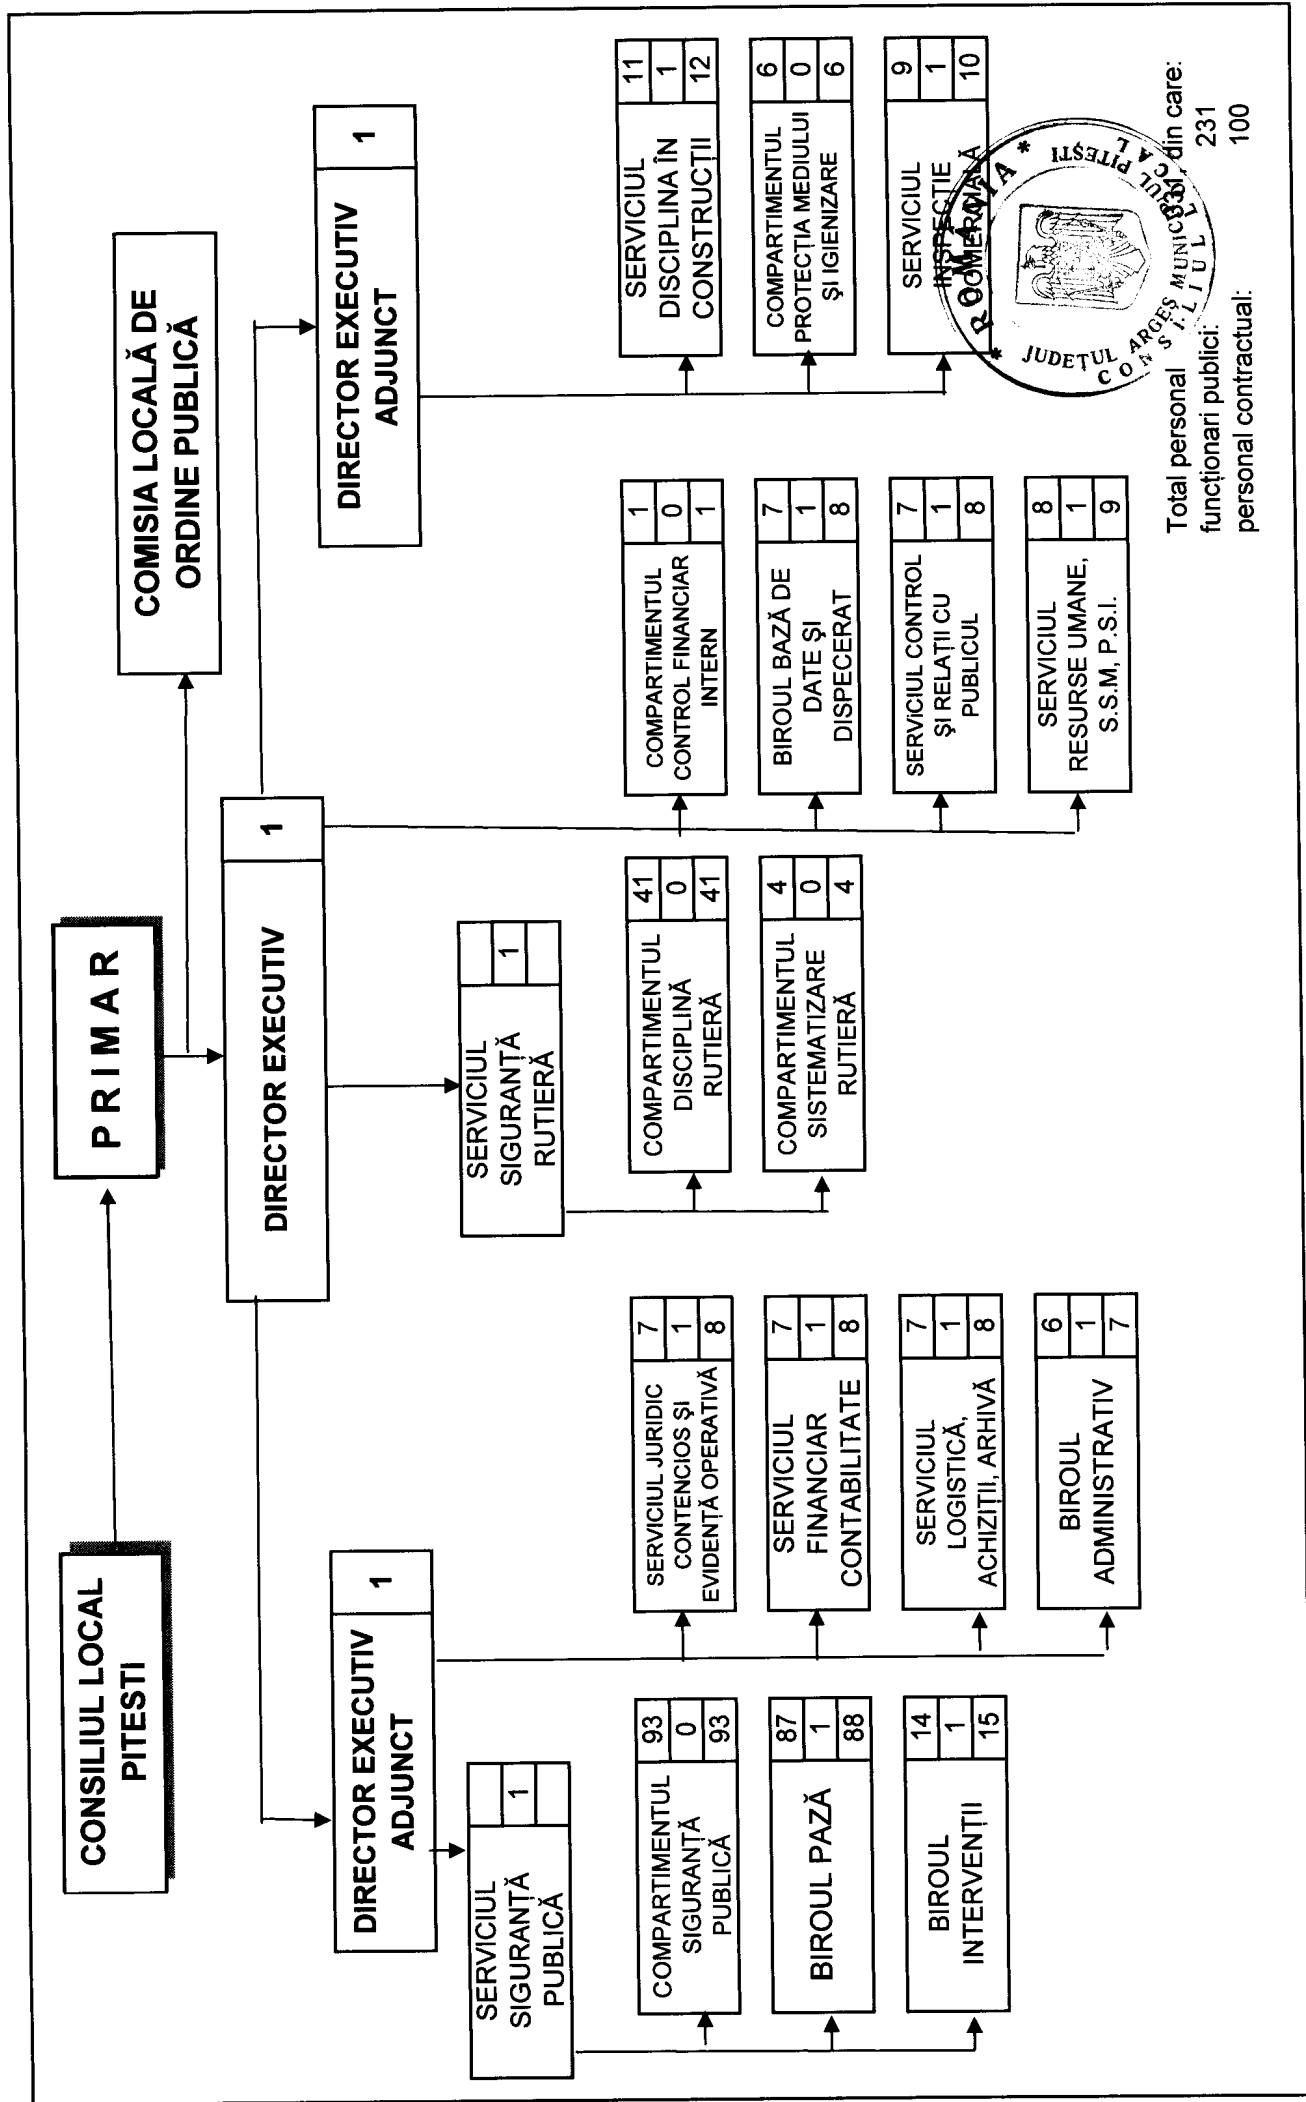 CONSILIUL LOCAL
PITESTI
PRIMAR
COMISIA LOCALĂ DE
ORDINE PUBLICĂ
DIRECTOR EXECUTIV
1
DIRECTOR EXECUTIV
ADJUNCT
1
DIRECTOR EXECUTIV
ADJUNCT
1
SERVICIUL
SIGURANȚĂ
PUBLICĂ
1
SERVICIUL
SIGURANȚĂ
RUTIERĂ
1
COMPARTIMENTUL
SIGURANȚĂ
PUBLICĂ
93
0
93
BIROUL PAZĂ
87
1
88
BIROUL
INTERVENȚII
14
1
15
SERVICIUL JURIDIC
CONTENCIOS ȘI
EVIDENȚĂ OPERATIVĂ
7
1
8
SERVICIUL
FINANCIAR
CONTABILITATE
7
1
8
SERVICIUL
LOGISTICĂ,
ACHIZIȚII, ARHIVĂ
7
1
8
BIROUL
ADMINISTRATIV
6
1
7
COMPARTIMENTUL
DISCIPLINĂ
RUTIERĂ
41
0
41
COMPARTIMENTUL
SISTEMATIZARE
RUTIERĂ
4
0
4
COMPARTIMENTUL
CONTROL FINANCIAR
INTERN
1
0
1
BIROUL BAZĂ DE
DATE ȘI
DISPECERAT
7
1
8
SERVICIUL CONTROL
ȘI RELAȚII CU
PUBLICUL
7
1
8
SERVICIUL
RESURSE UMANE,
S.S.M, P.S.I.
8
1
9
SERVICIUL
DISCIPLINA ÎN
CONSTRUCȚII
11
1
12
COMPARTIMENTUL
PROTECȚIA MEDIULUI
ȘI IGIENIZARE
6
0
6
SERVICIUL
INSPECȚIE
COMERCIALĂ
9
1
10
Total personal din care:
funcționari publici: 231
personal contractual: 100
* ROMÂNIA *
JUDEȚUL ARGEȘ MUNICIPIUL PITEȘTI
CONSILIUL LOCAL